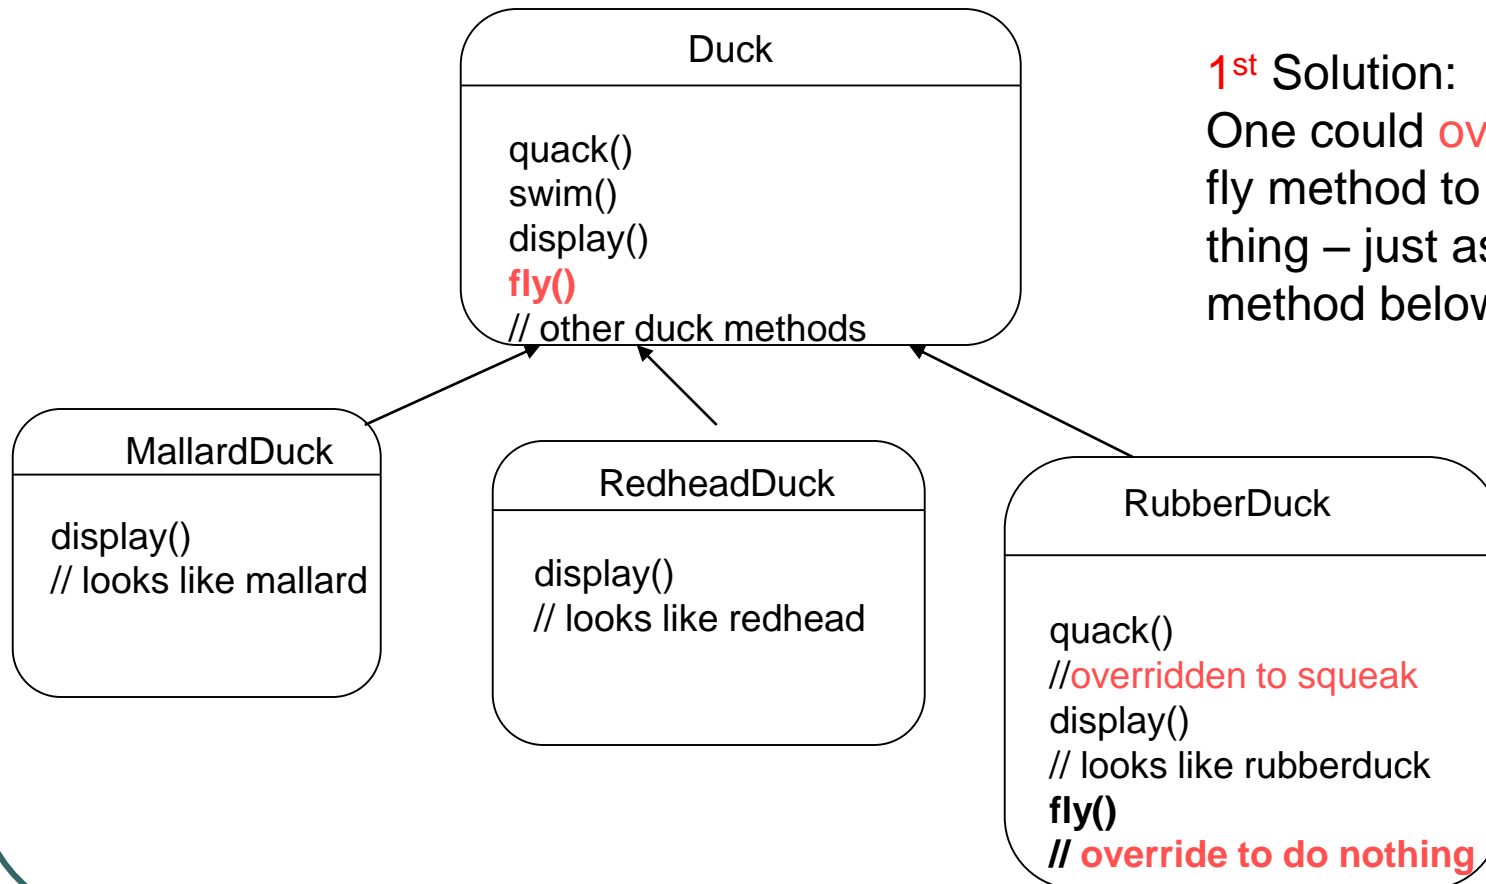 Duck
quack()
swim()
display()
fly()
// other duck methods
1st Solution:
One could
fly method to
thing – just
method
MallardDuck
display()
// looks like mallard
RedheadDuck
display()
// looks like redhead
RubberDuck
quack()
//overridden to squeak
display()
// looks like rubberduck
fly()
// override to do nothing